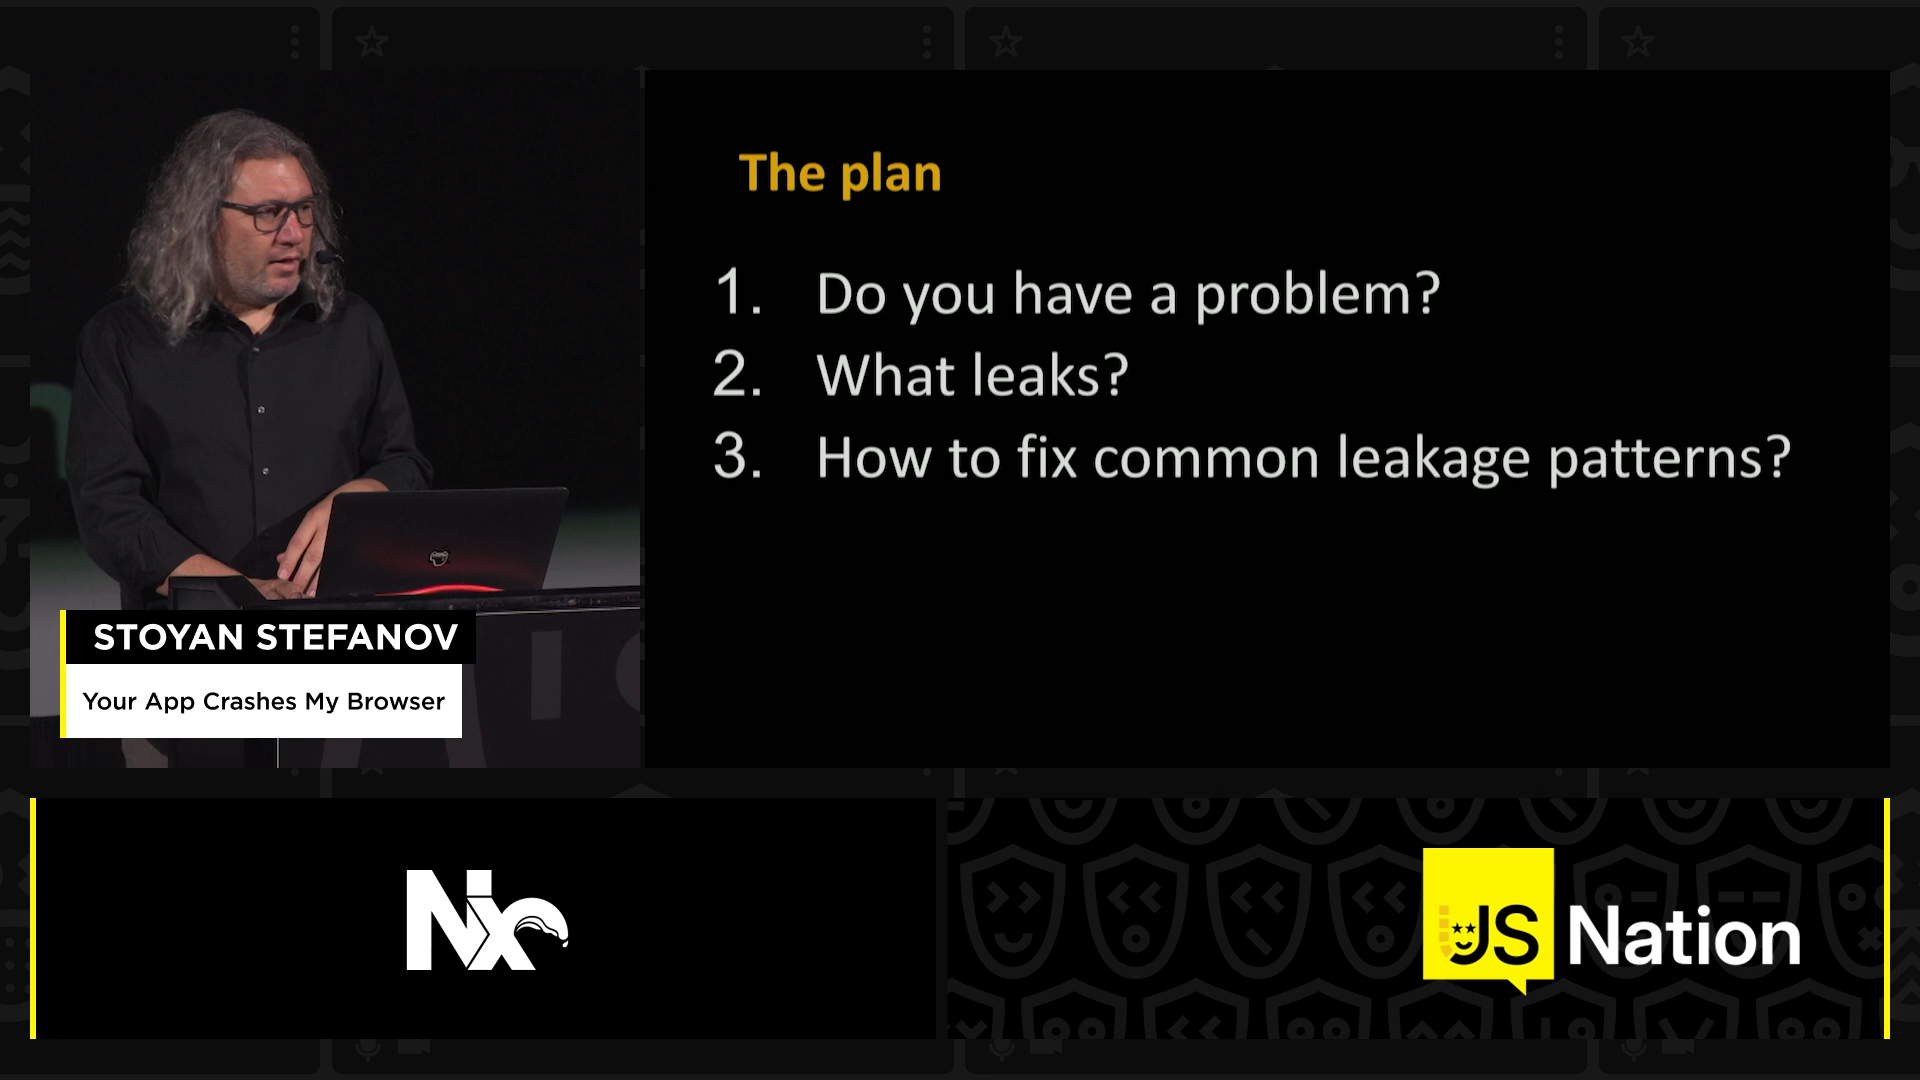 The plan
1. Do you have a problem?
2. What leaks?
3. How to fix common leakage patterns?
STOYAN STEFANOV
Your App Crashes My Browser
Nx
JS Nation